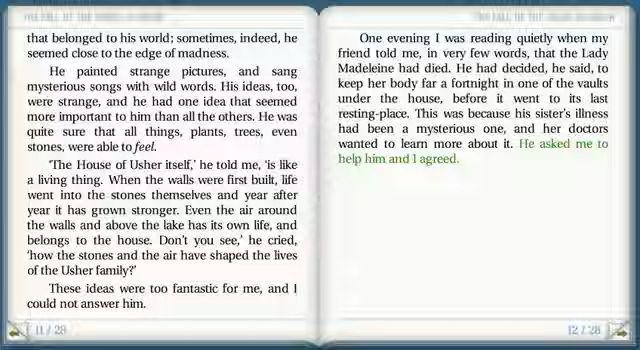 that belonged to his world; sometimes, indeed, he
seemed close to the edge of madness.
He painted strange pictures, and sang
mysterious songs with wild words. His ideas, too,
were strange, and he had one idea that seemed
more important to him than all the others. He was
quite sure that all things, plants, trees, even
stones, were able to feel.
‘The House of Usher itself,’ he told me, ‘is like
a living thing. When the walls were first built, life
went into the stones themselves and year after
year it has grown stronger. Even the air around
the walls and above the lake has its own life, and
belongs to the house. Don’t you see,’ he cried,
‘how the stones and the air have shaped the lives
of the Usher family?’
These ideas were too fantastic for me, and I
could not answer him.
11 / 28
One evening I was reading quietly when my
friend told me, in very few words, that the Lady
Madeleine had died. He had decided, he said, to
keep her body far a fortnight in one of the vaults
under the house, before it went to its last
resting-place. This was because his sister’s illness
had been a mysterious one, and her doctors
wanted to learn more about it. He asked me to
help him and I agreed.
12 / 28